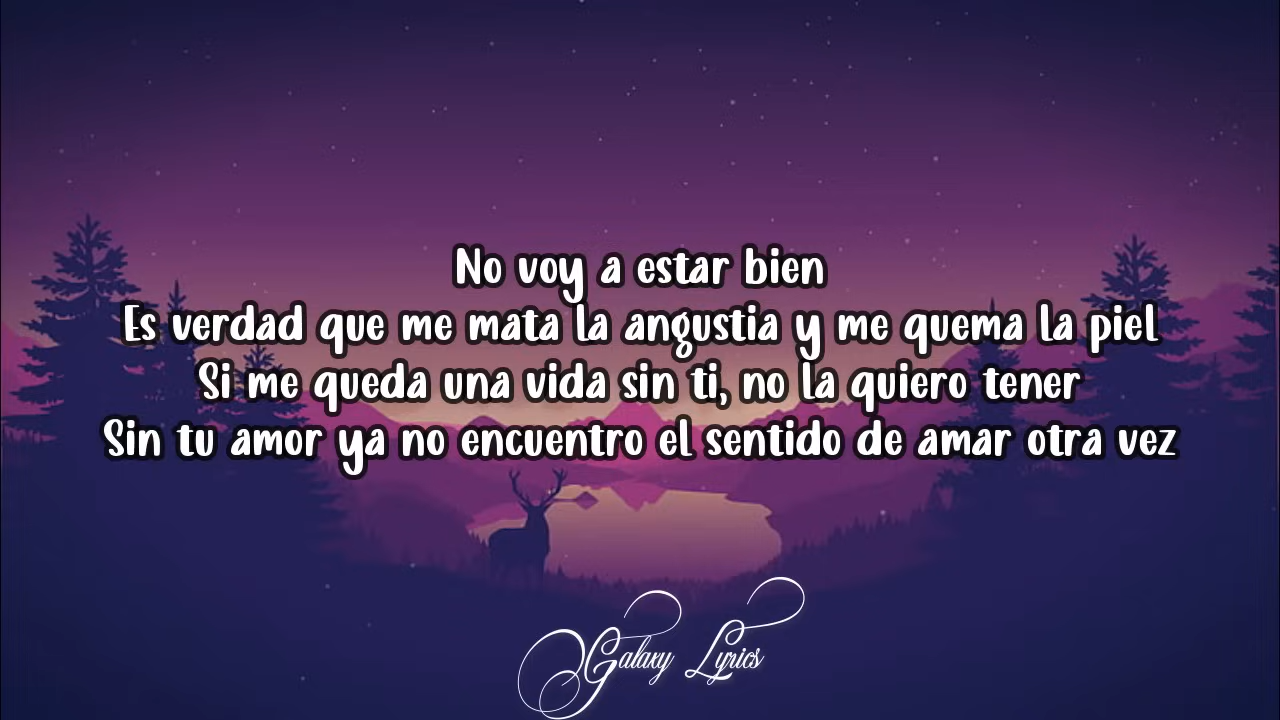 No voy a estar bien
Es verdad que me mata la angustia y me quema la piel
Si me queda una vida sin ti, no la quiero tener
Sin tu amor ya no encuentro el sentido de amar otra vez
Galaxy Lyrics